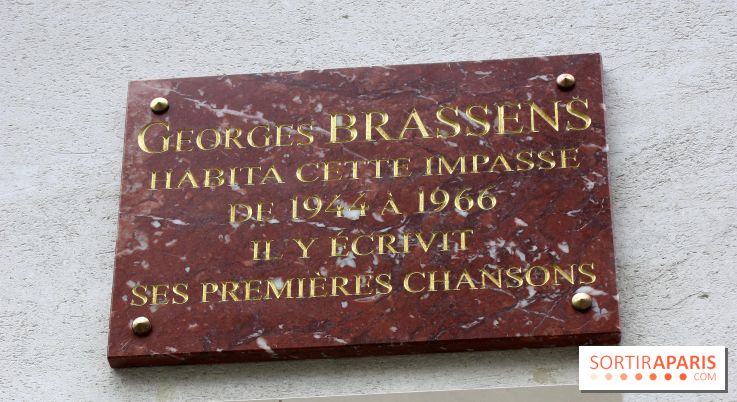 GEORGES BRASSENS
HABITA CETTE IMPASSE
DE 1944 À 1966
IL Y ÉCRIVIT
SES PREMIÈRES CHANSONS
SORTIRAPARIS
.COM